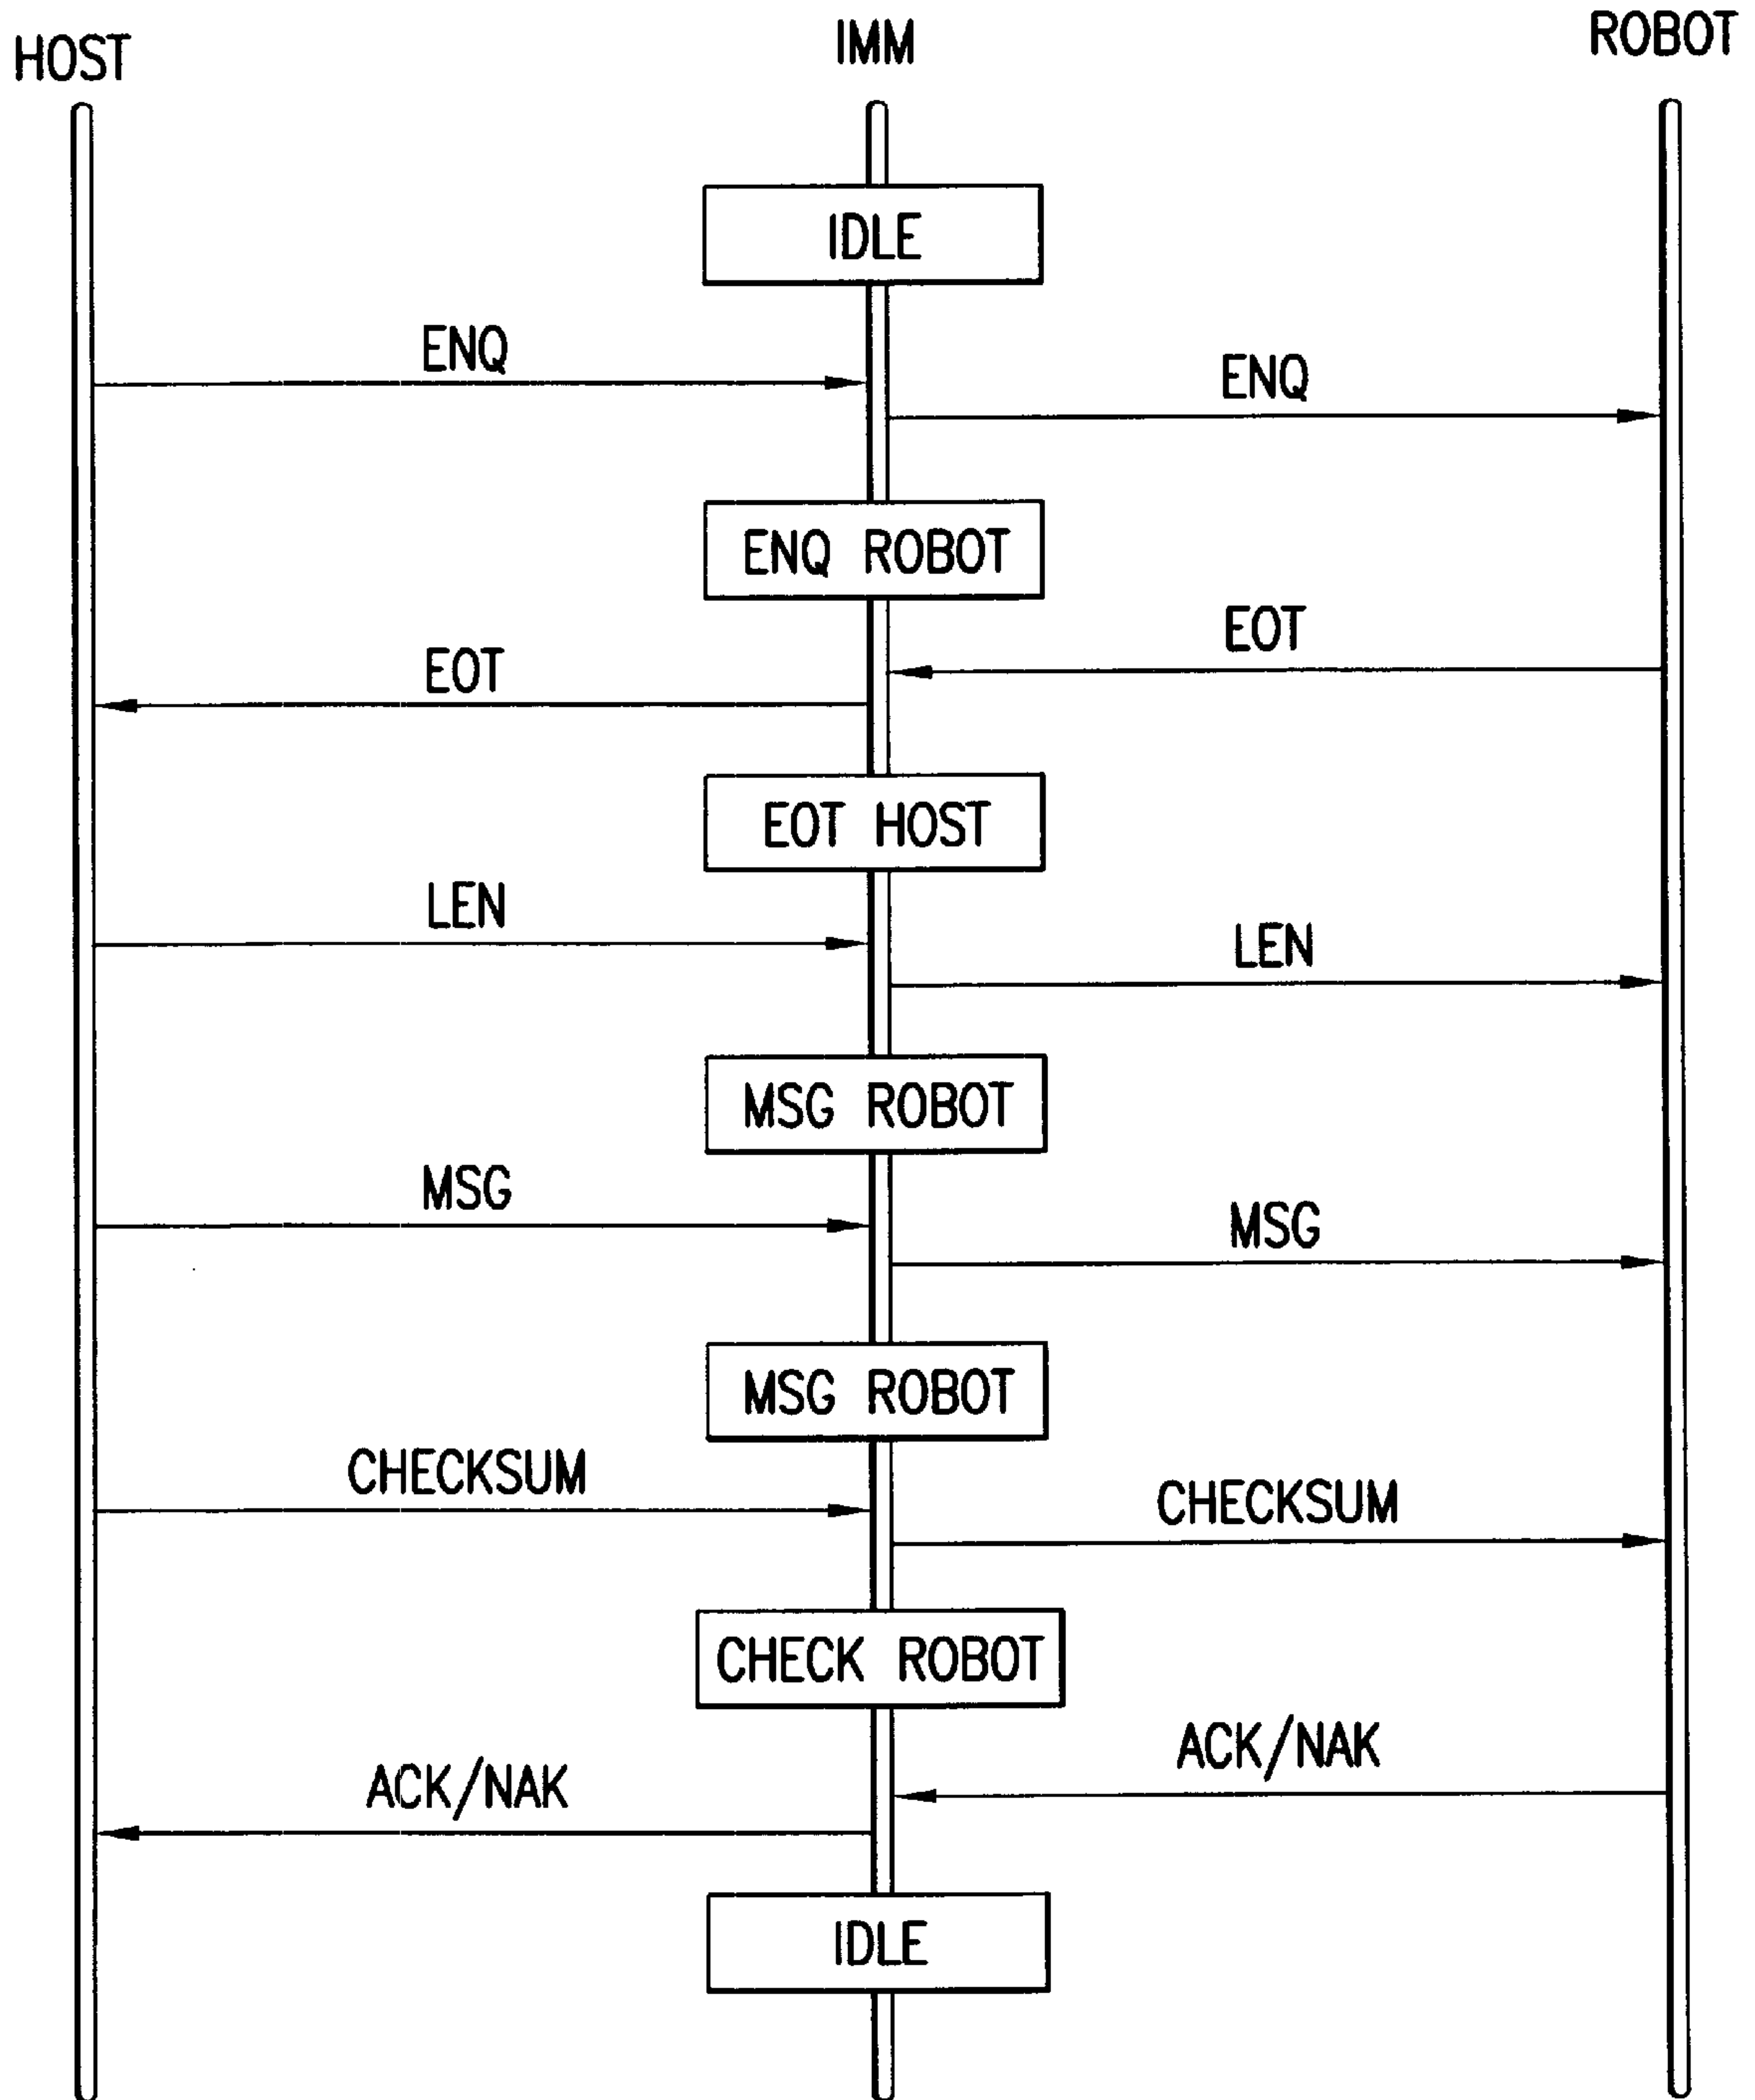 HOST
IMM
ROBOT
IDLE
ENQ
ENQ
ENQ ROBOT
EOT
EOT
EOT HOST
LEN
LEN
MSG ROBOT
MSG
MSG
MSG ROBOT
CHECKSUM
CHECKSUM
CHECK ROBOT
ACK/NAK
ACK/NAK
IDLE